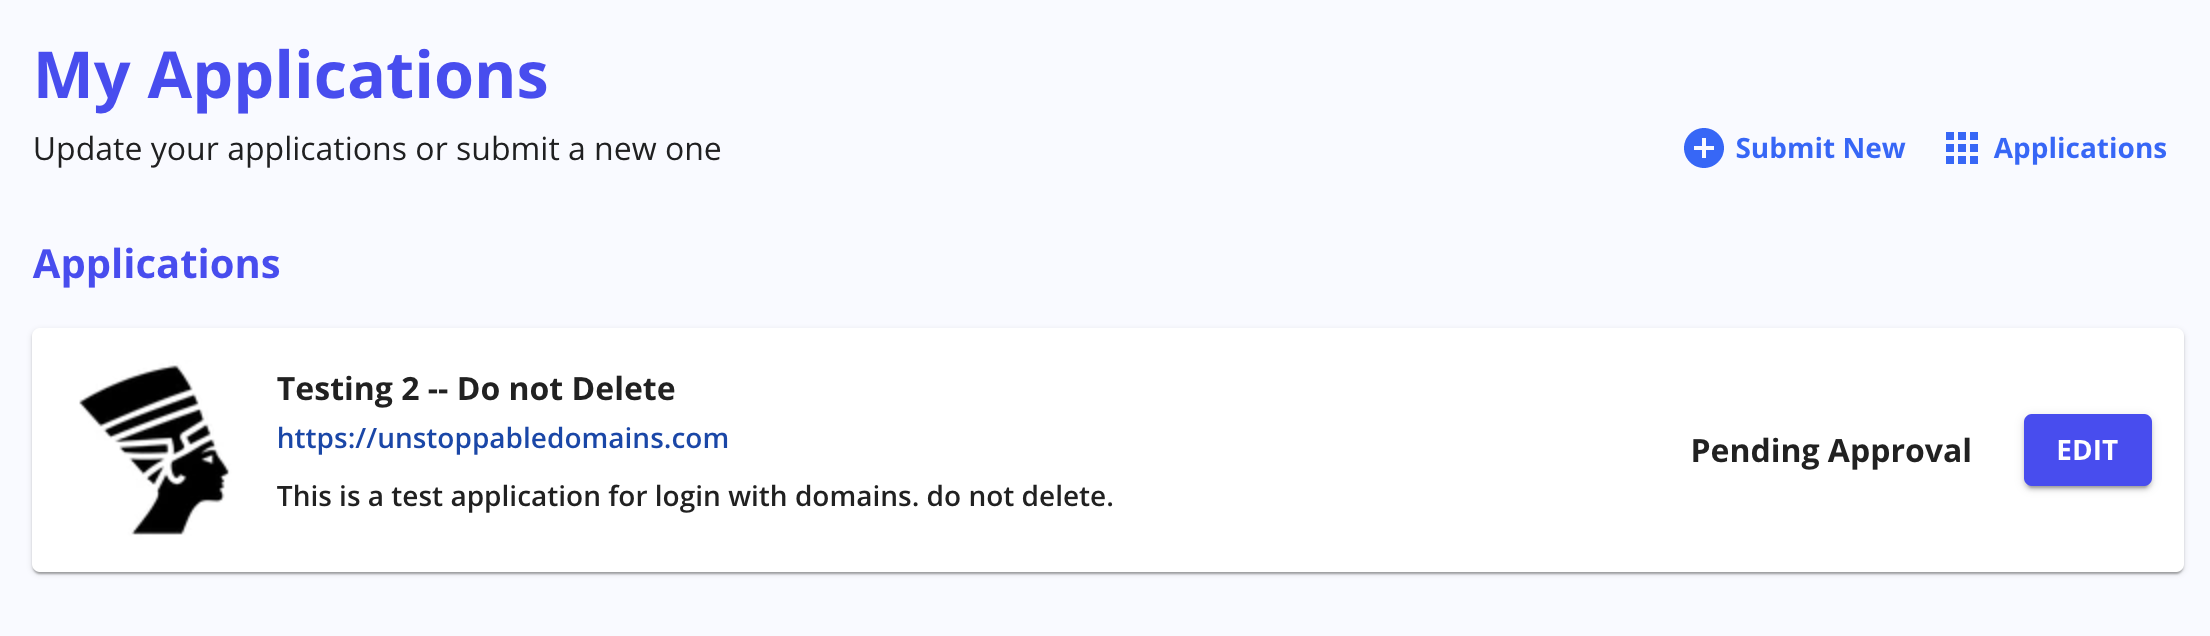 My Applications
Update your applications or submit a new one
Submit New
Applications
Applications
Testing 2 -- Do not Delete
https://unstoppabledomains.com
This is a test application for login with domains. do not delete.
Pending Approval
EDIT